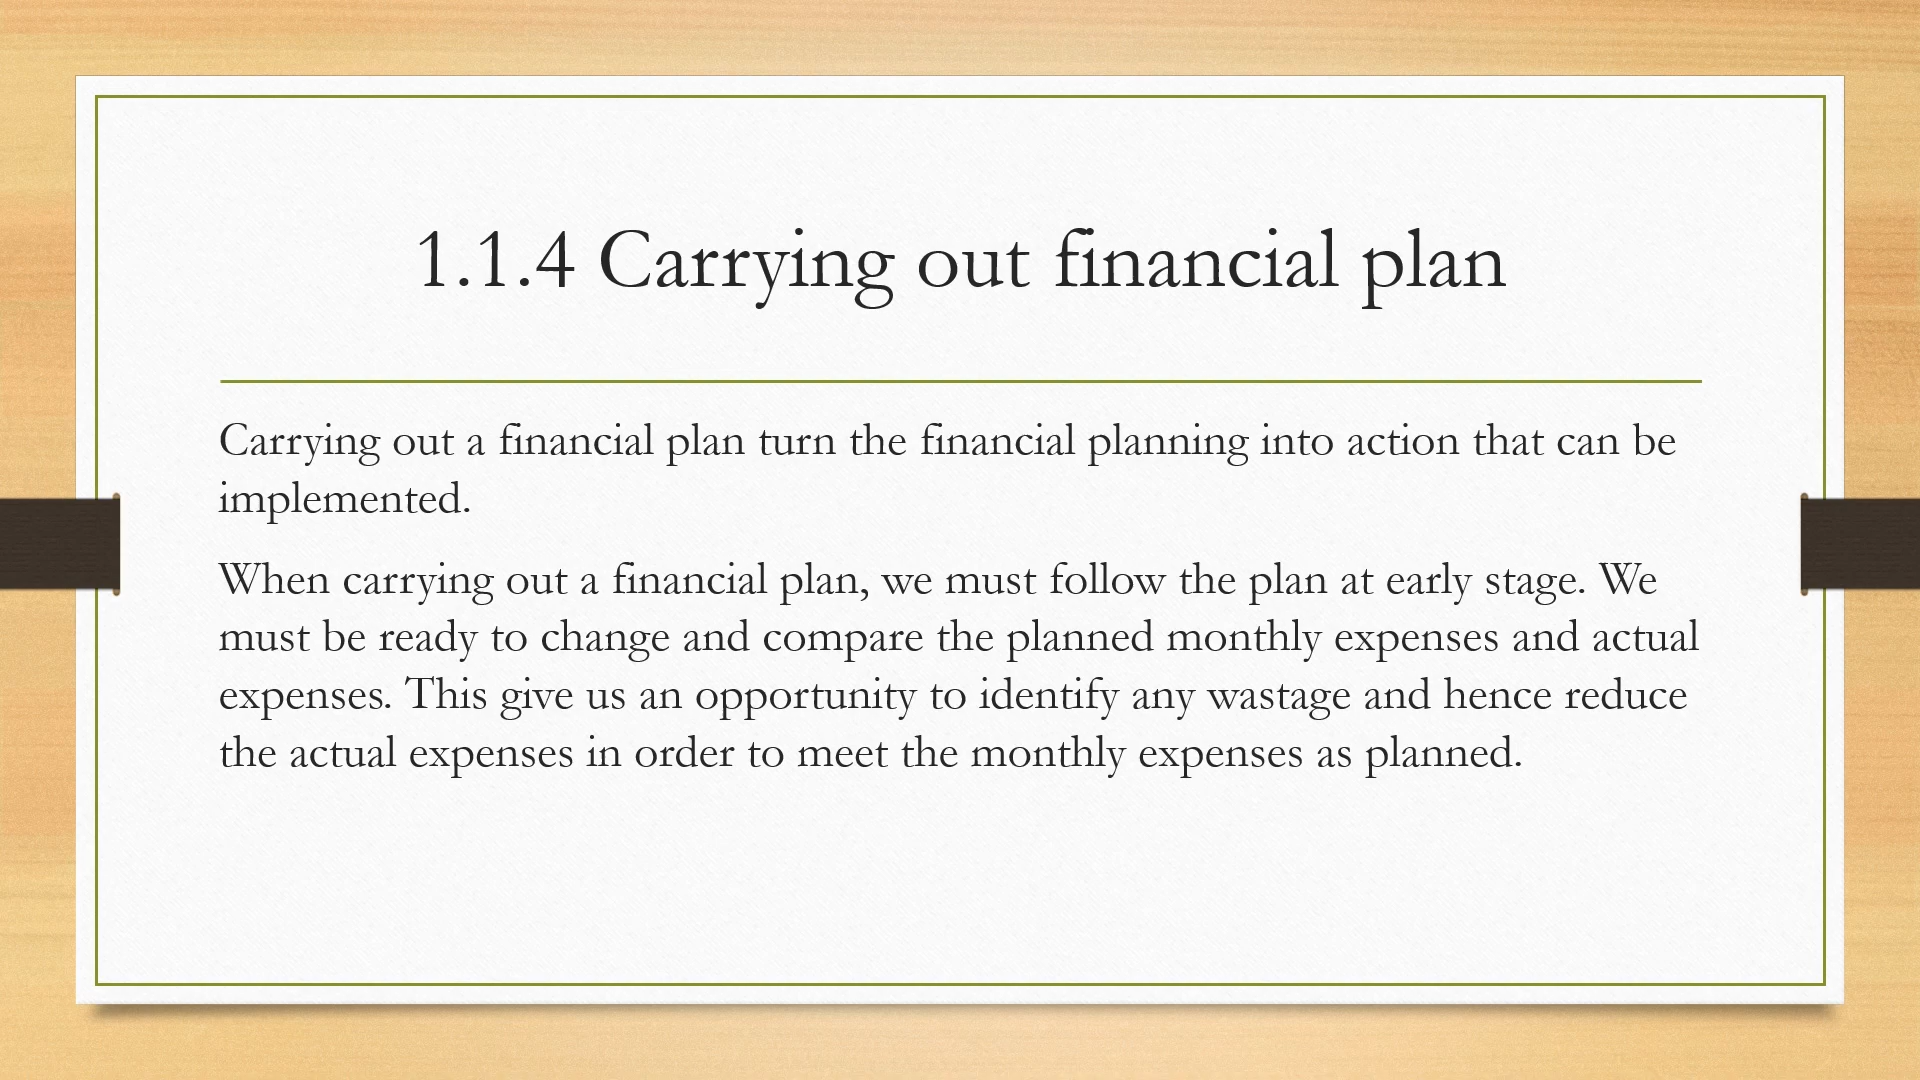 1.1.4 Carrying out financial plan
Carrying out a financial plan turn the financial planning into action that can be
implemented.
When carrying out a financial plan, we must follow the plan at early stage. We
must be ready to change and compare the planned monthly expenses and actual
expenses. This give us an opportunity to identify any wastage and hence reduce
the actual expenses in order to meet the monthly expenses as planned.